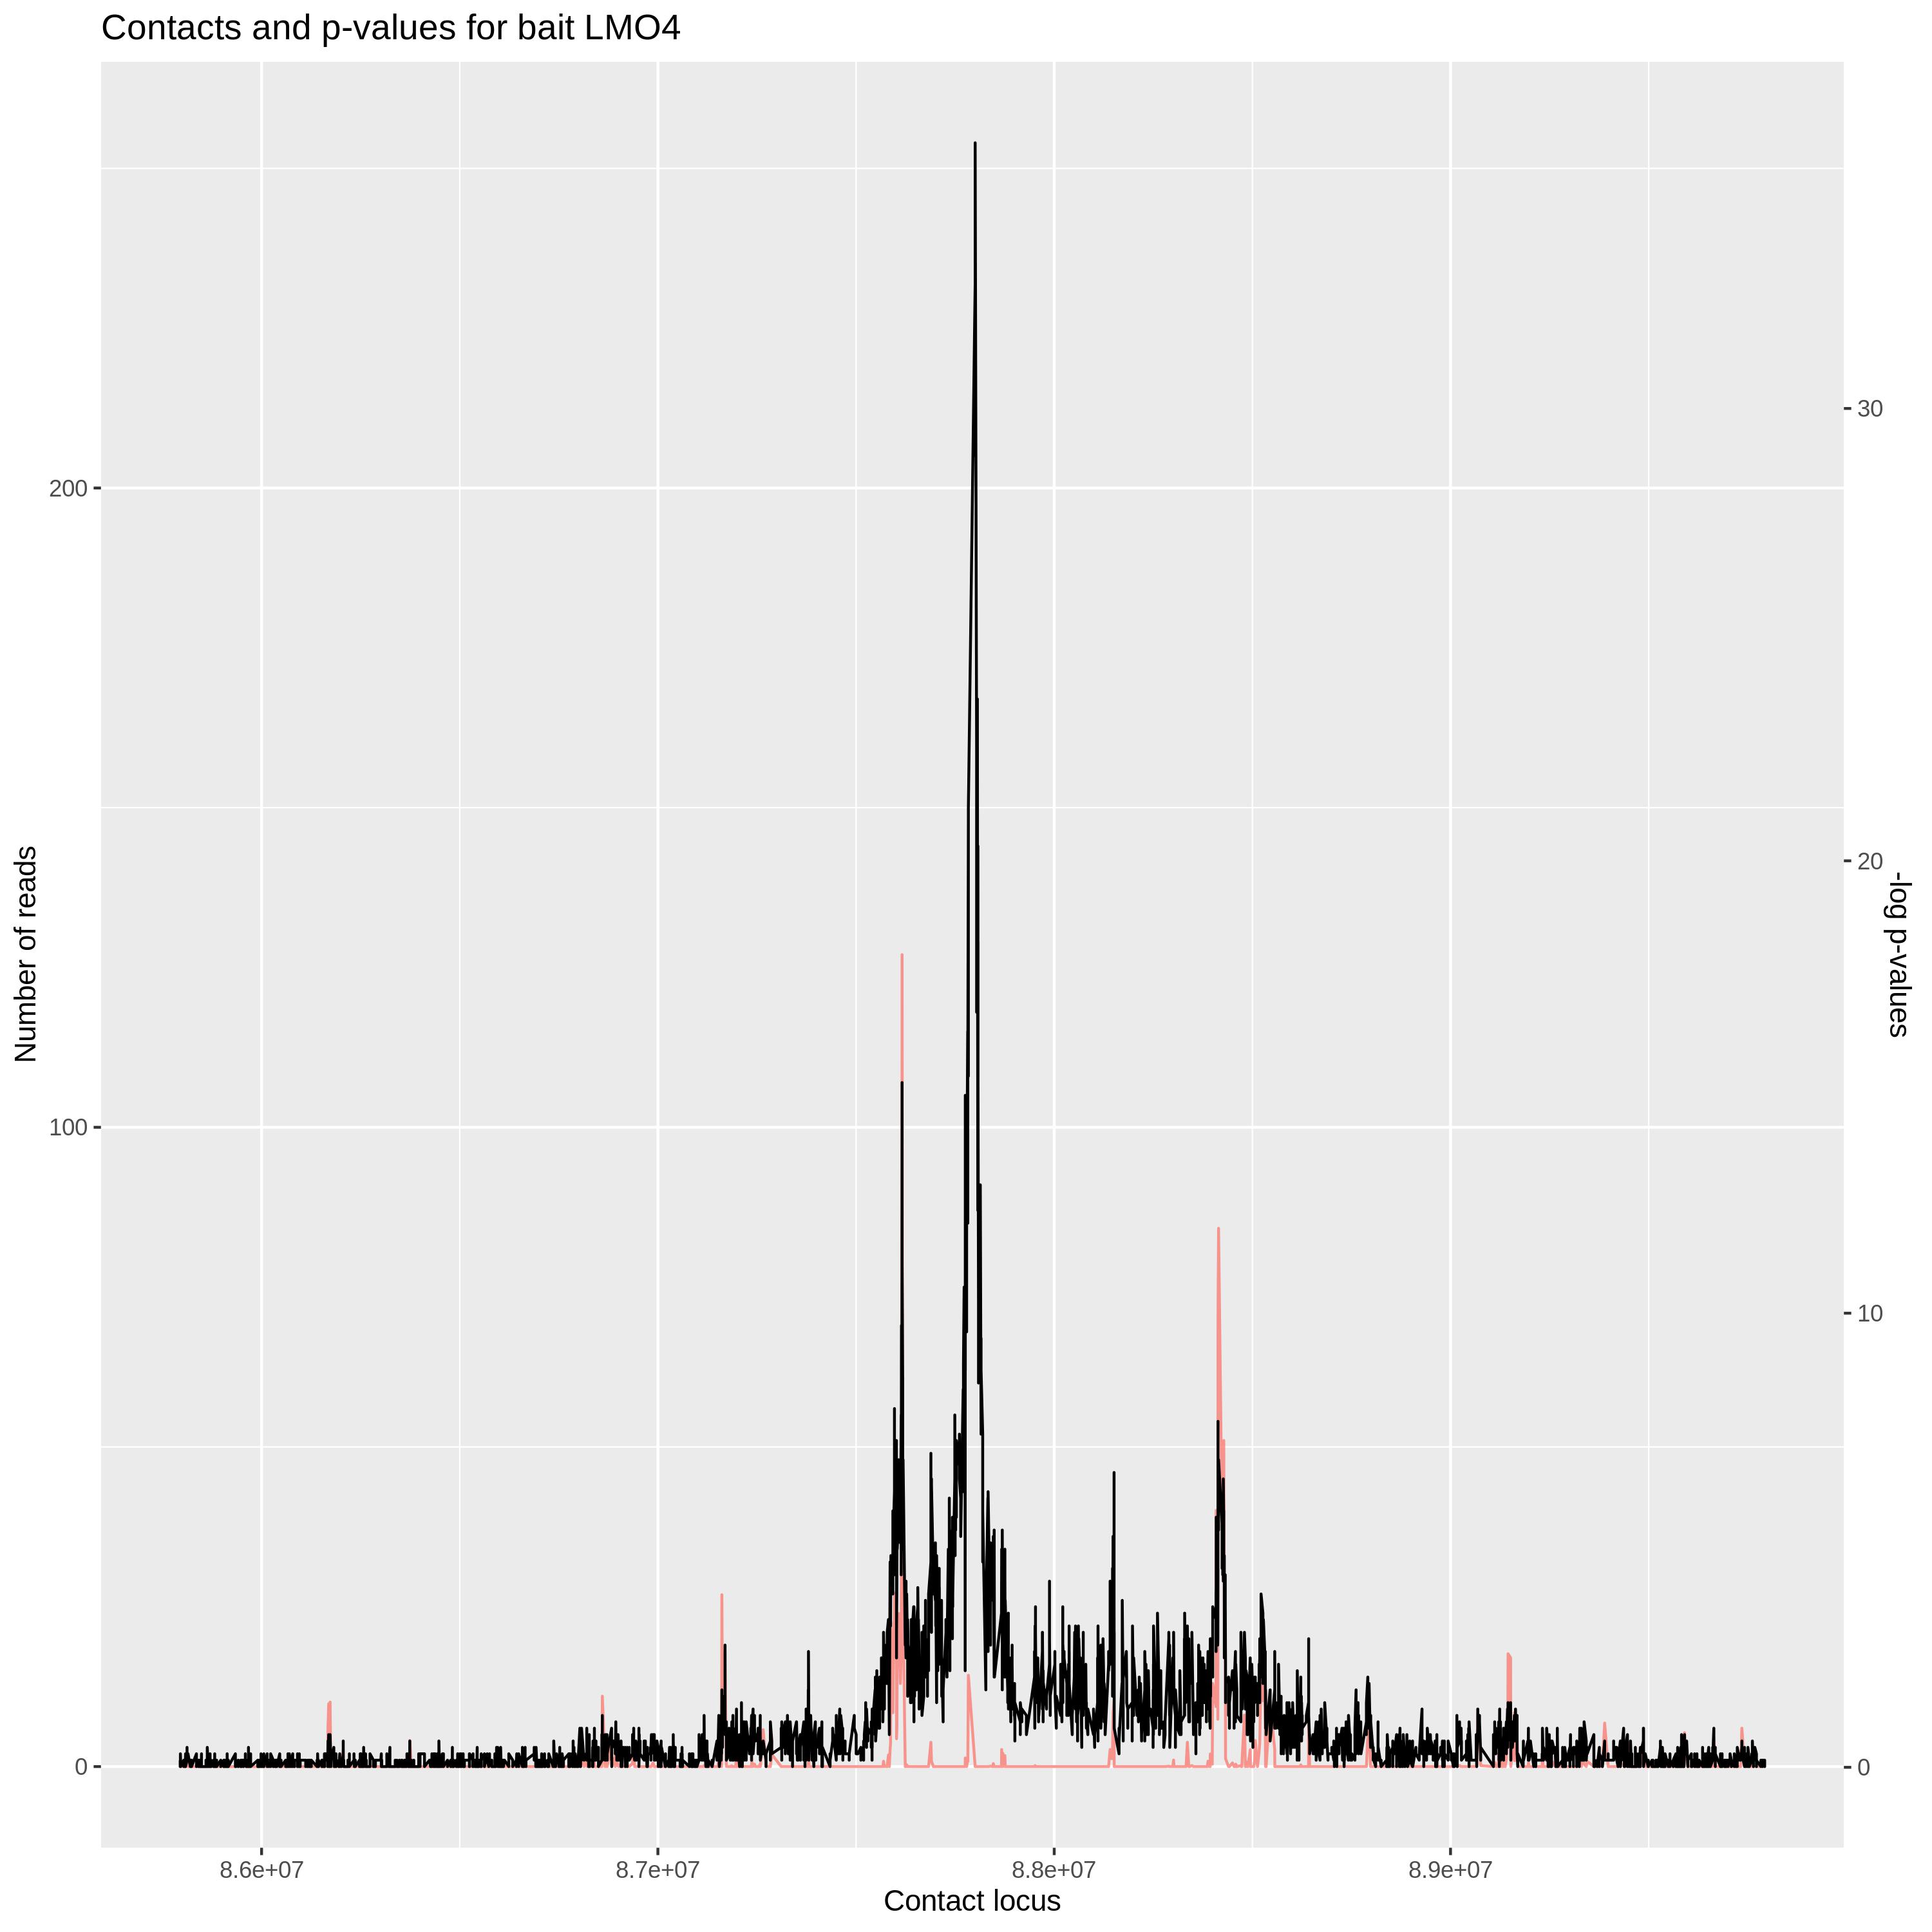 Contacts and p-values for bait LMO4
Number of reads
200
100
0
30
20
10
0
-log p-values
8.6e+07
8.7e+07
8.8e+07
8.9e+07
Contact locus